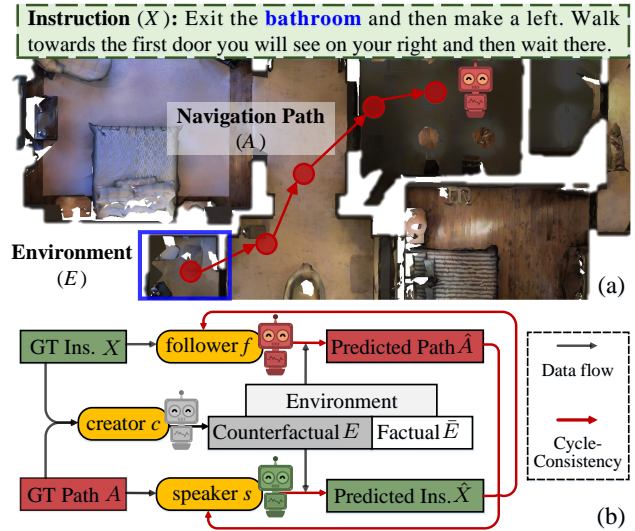 Instruction (X): Exit the bathroom and then make a left. Walk
towards the first door you will see on your right and then wait there.
Navigation Path
(A)
Environment
(E)
(a)
GT Ins. X
follower f
Predicted Path Â
Data flow
Environment
creator c
Counterfactual E
Factual Ē
Cycle-
Consistency
GT Path A
speaker s
Predicted Ins. X̂
(b)